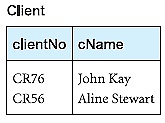 Client
clientNo cName
CR76 John Kay
CR56 Aline Stewart